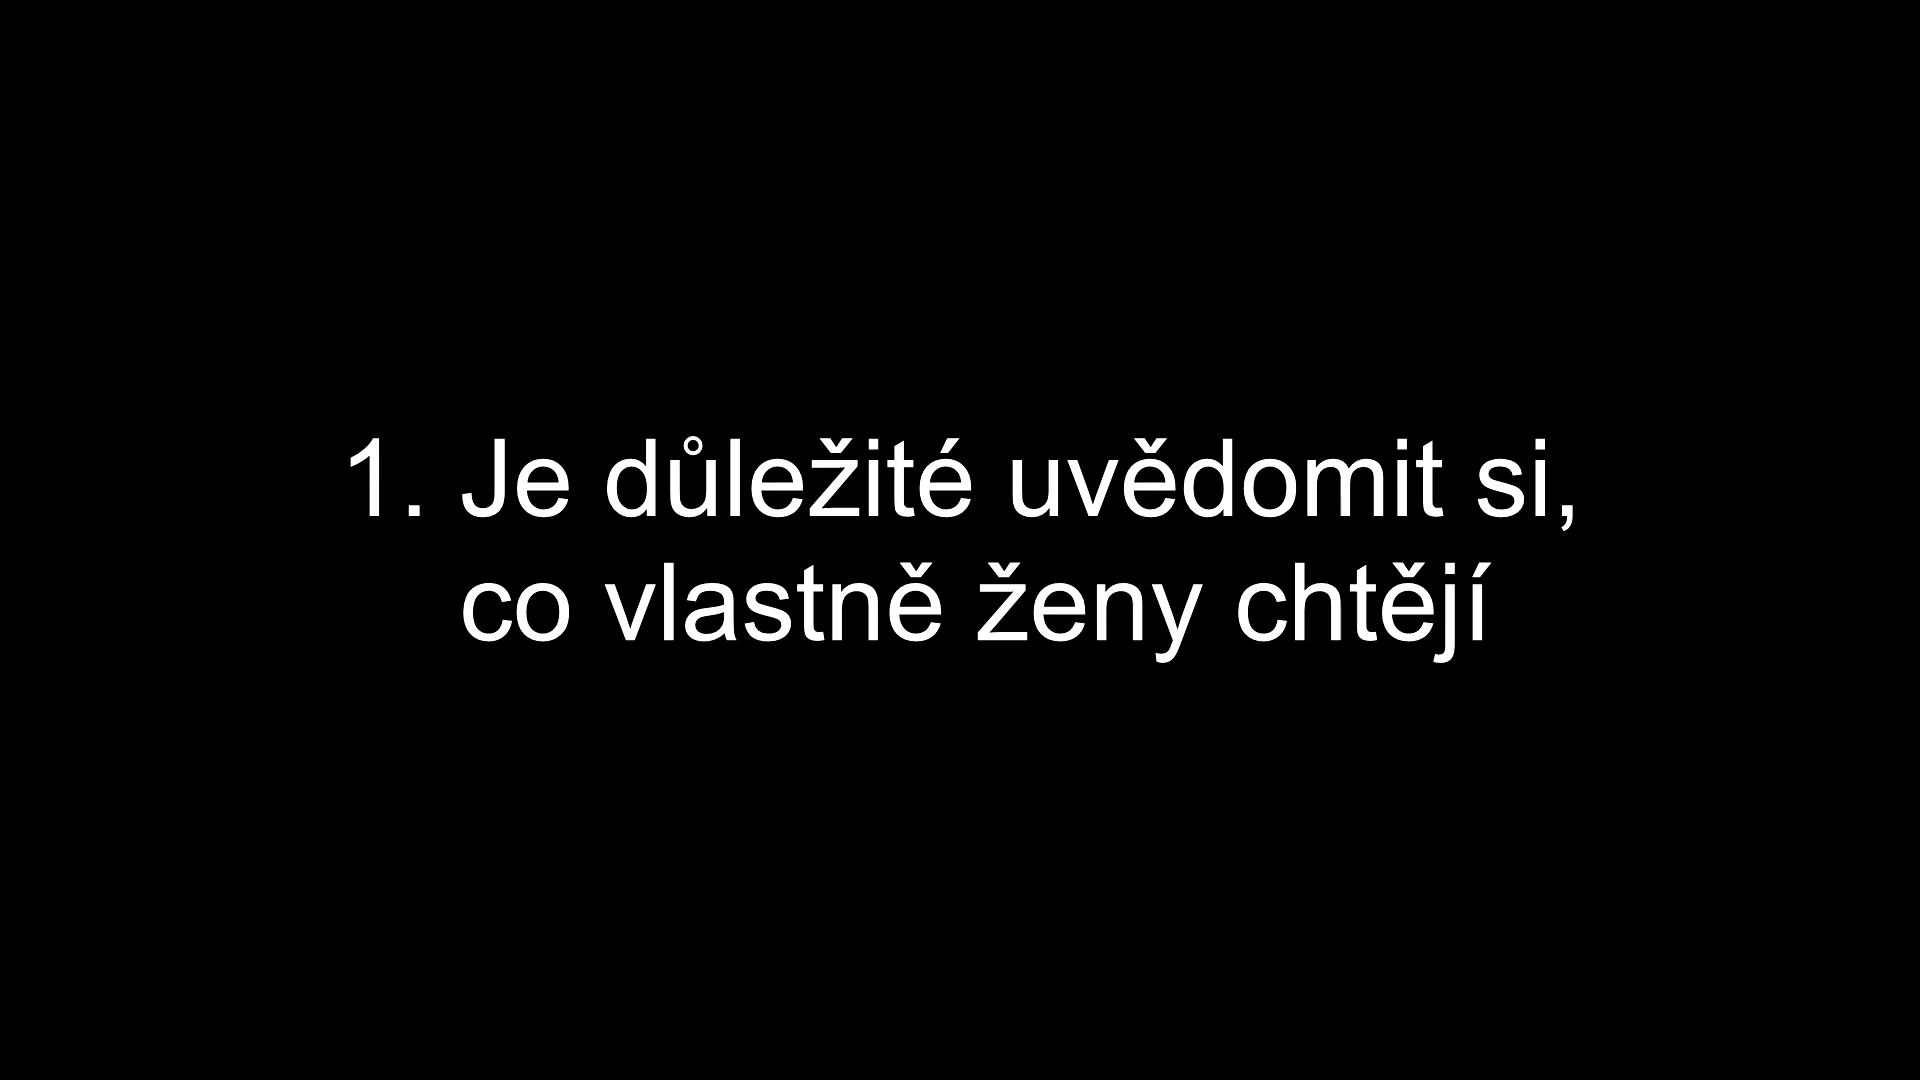 1. Je důležité uvědomit si,
co vlastně ženy chtějí